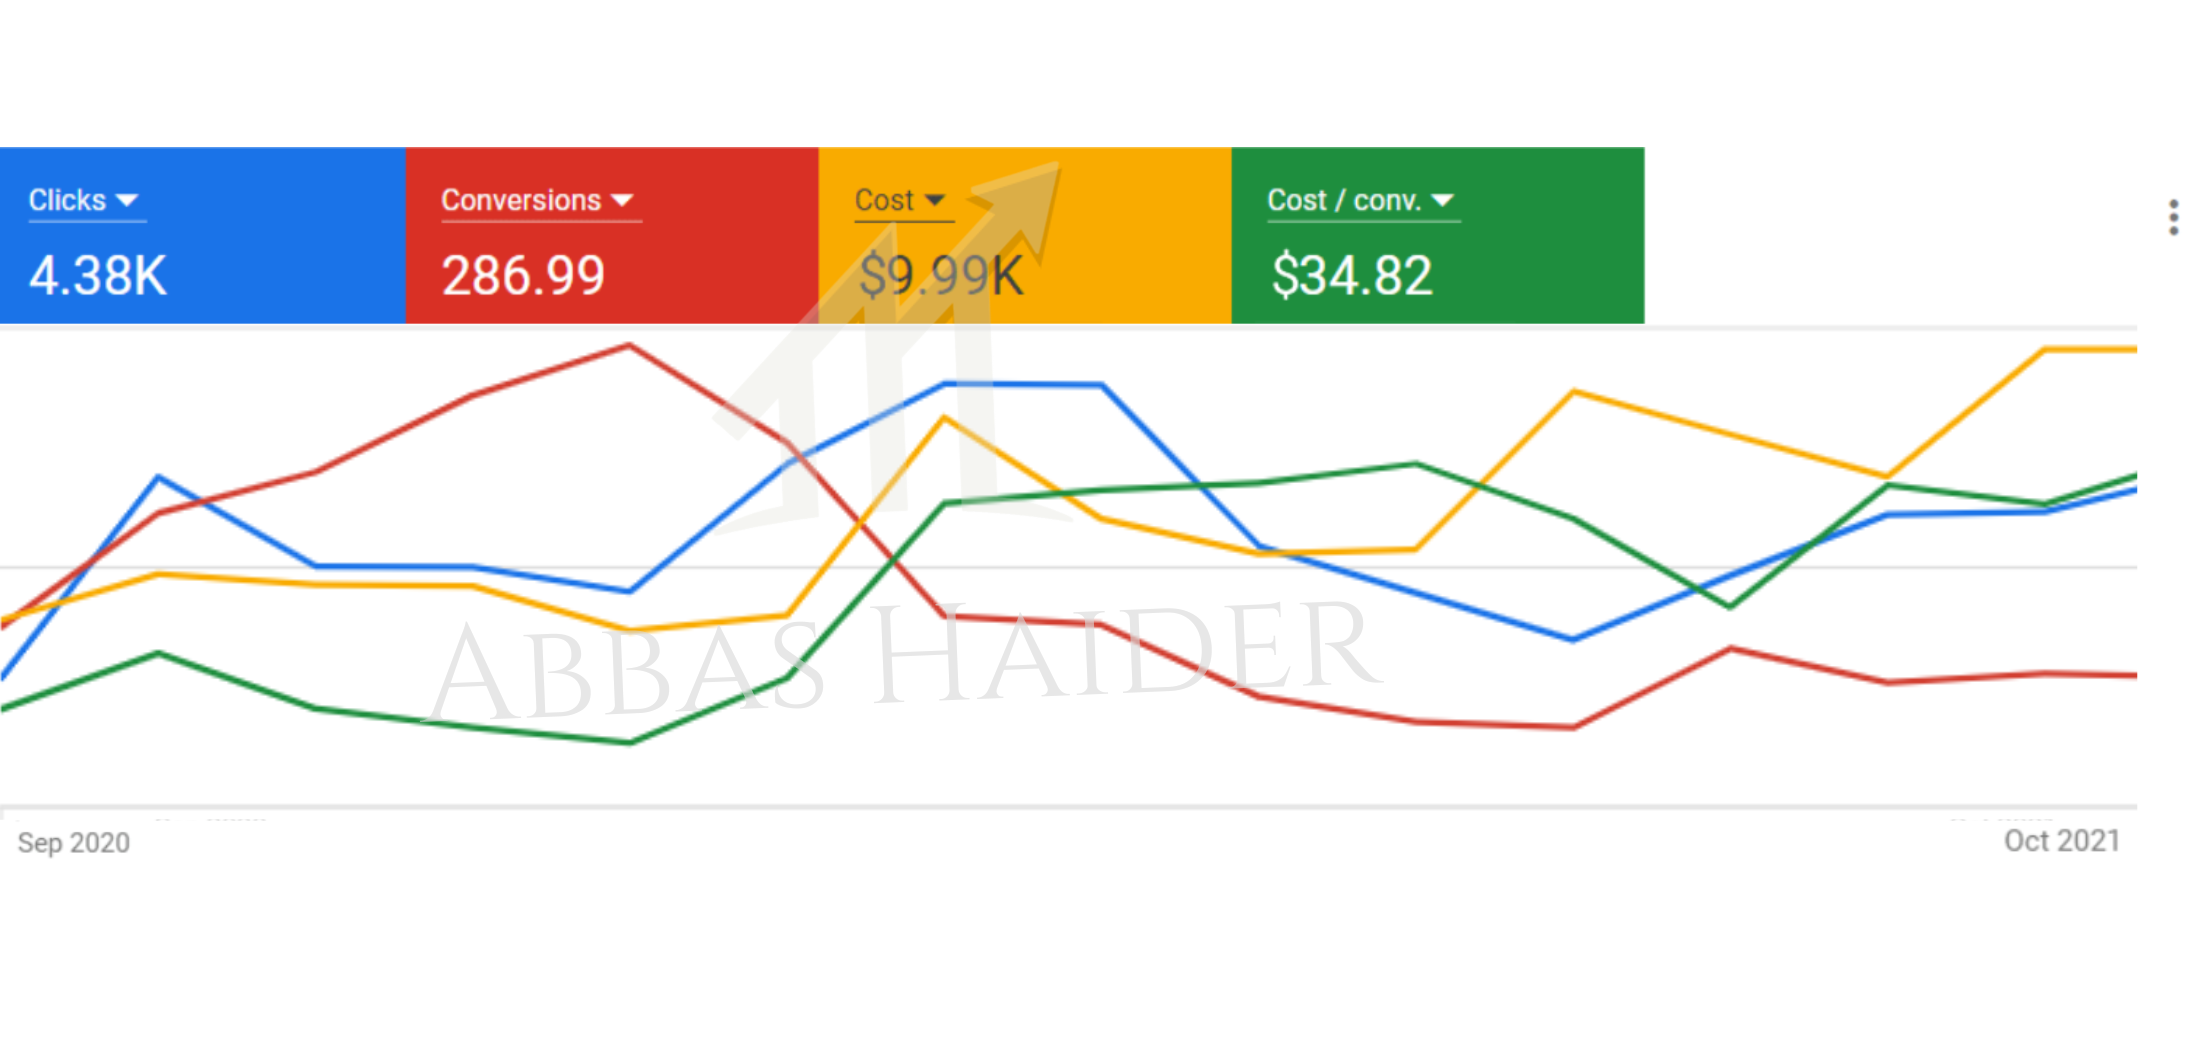 Clicks
4.38K
Conversions
286.99
Cost
$9.99K
Cost / conv.
$34.82
ABBAS HAIDER
Sep 2020
Oct 2021